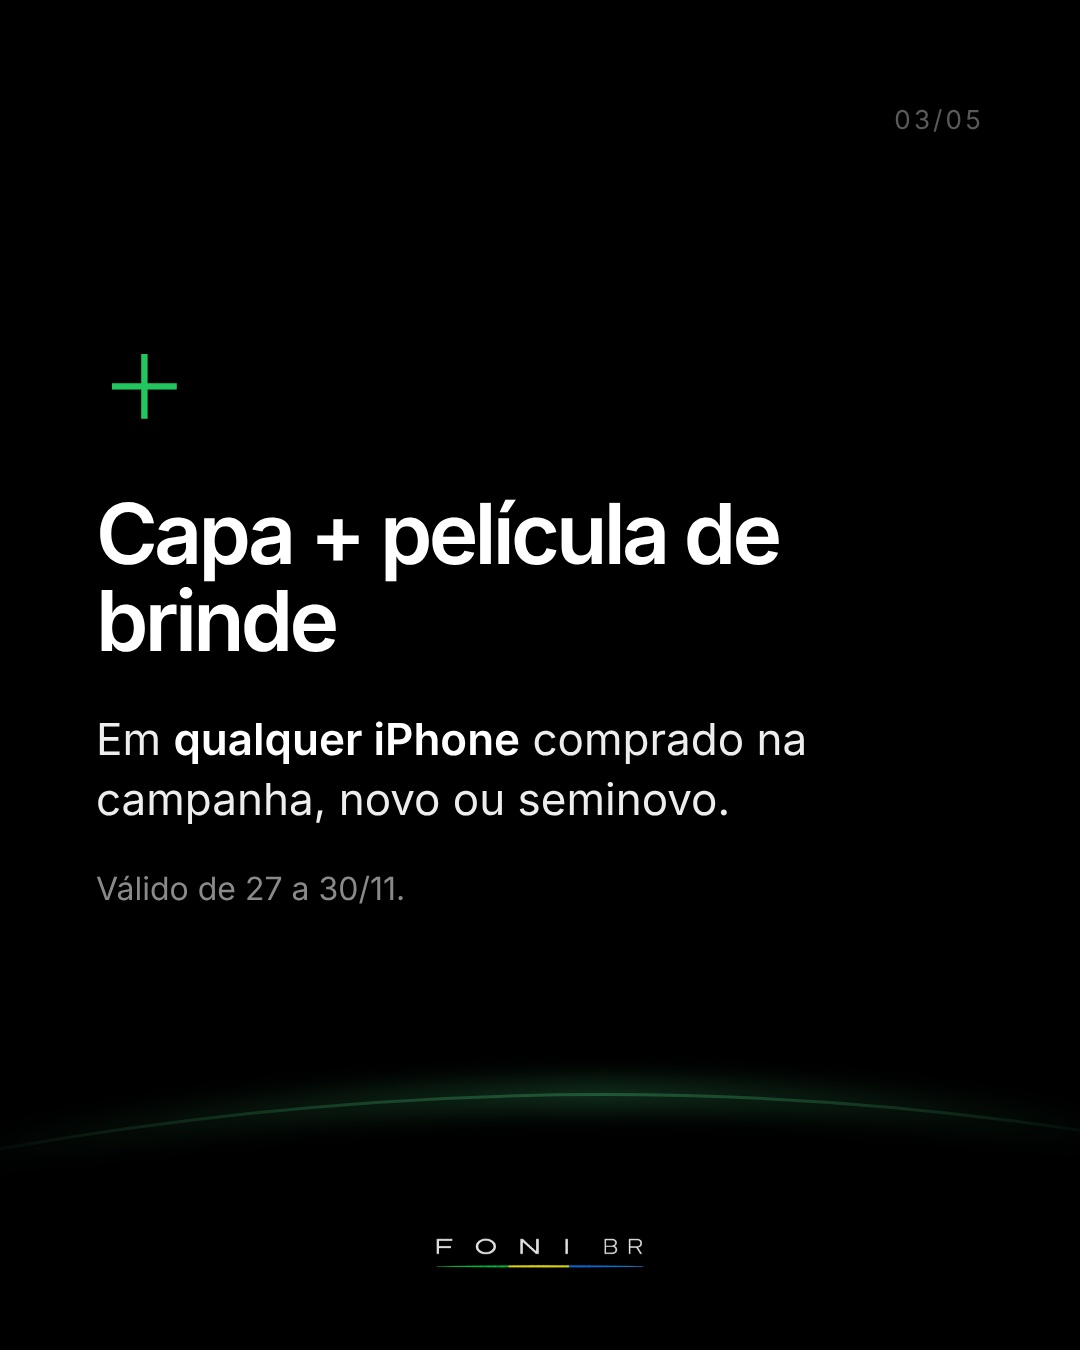 03/05
Capa + película de
brinde
Em qualquer iPhone comprado na
campanha, novo ou seminovo.
Válido de 27 a 30/11.
FONI BR